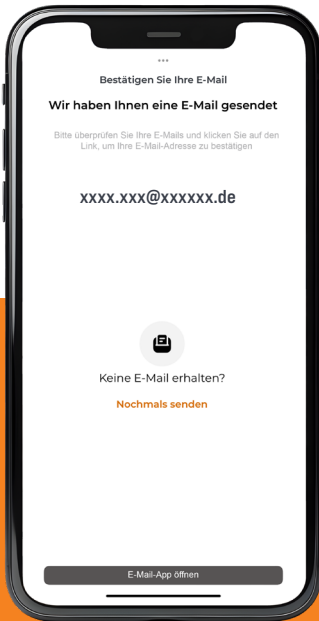 Bestätigen Sie Ihre E-Mail
Wir haben Ihnen eine E-Mail gesendet
Bitte überprüfen Sie Ihre E-Mails und klicken Sie auf den
Link, um Ihre E-Mail-Adresse zu bestätigen
xxxx.xxx@xxxxxx.de
Keine E-Mail erhalten?
Nochmals senden
E-Mail-App öffnen